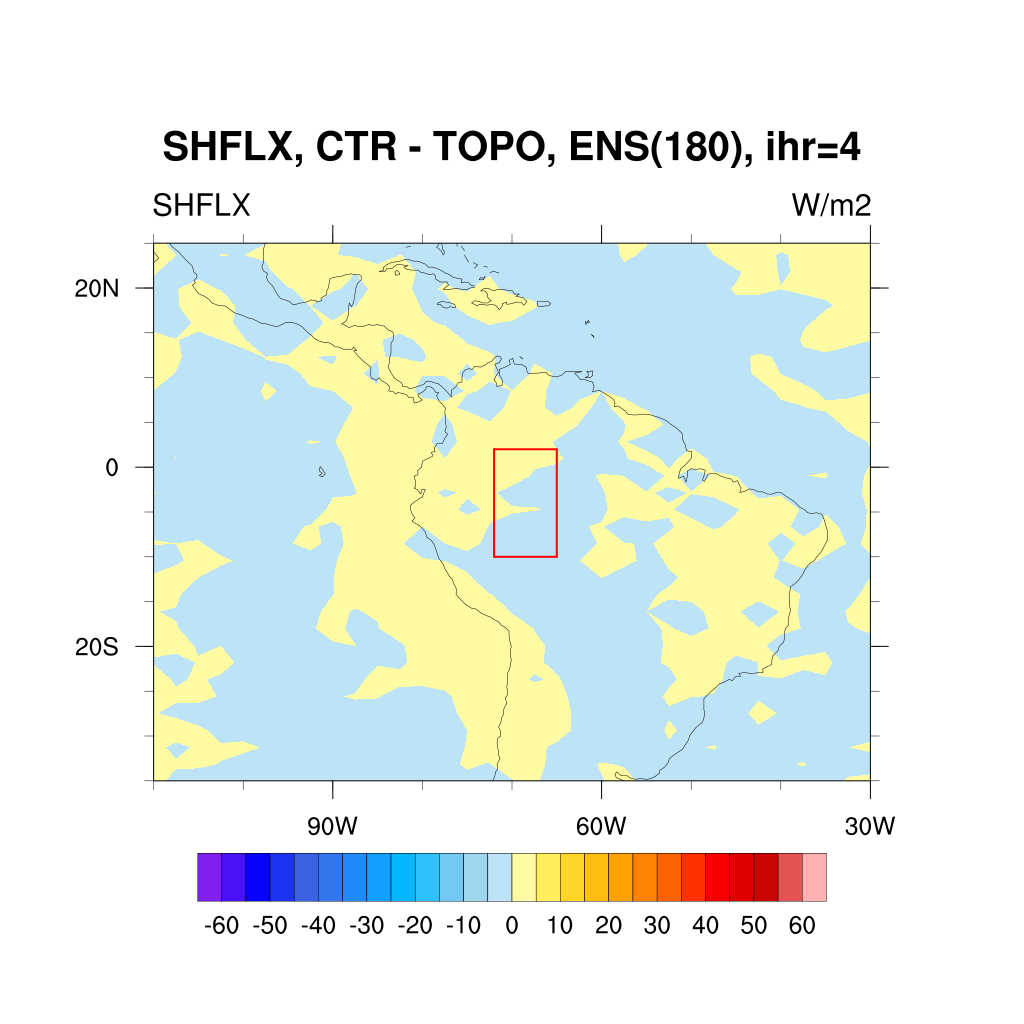 SHFLX, CTR - TOPO, ENS(180), ihr=4
SHFLX W/m2
20N
0
20S
90W 60W 30W
-60 -50 -40 -30 -20 -10 0 10 20 30 40 50 60